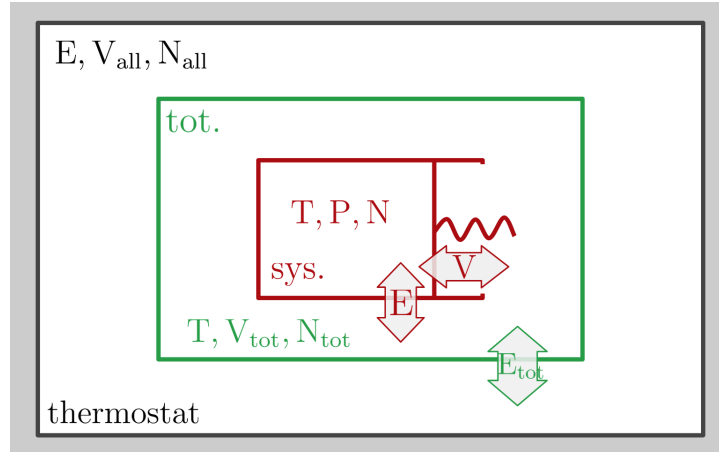 E, V_all, N_all
tot.
T, P, N
sys.
V
E
T, V_tot, N_tot
E_tot
thermostat